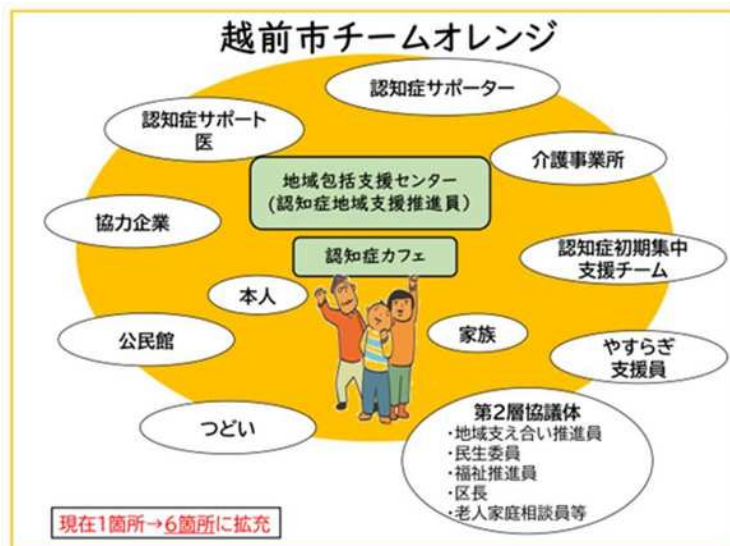 越前市チームオレンジ
認知症サポーター
認知症サポート
医
介護事業所
地域包括支援センター
(認知症地域支援推進員)
協力企業
認知症カフェ
認知症初期集中
支援チーム
本人
家族
公民館
やすらぎ
支援員
つどい
第2層協議体
・地域支え合い推進員
・民生委員
・福祉推進員
・区長
・老人家庭相談員等
現在1箇所→6箇所に拡充